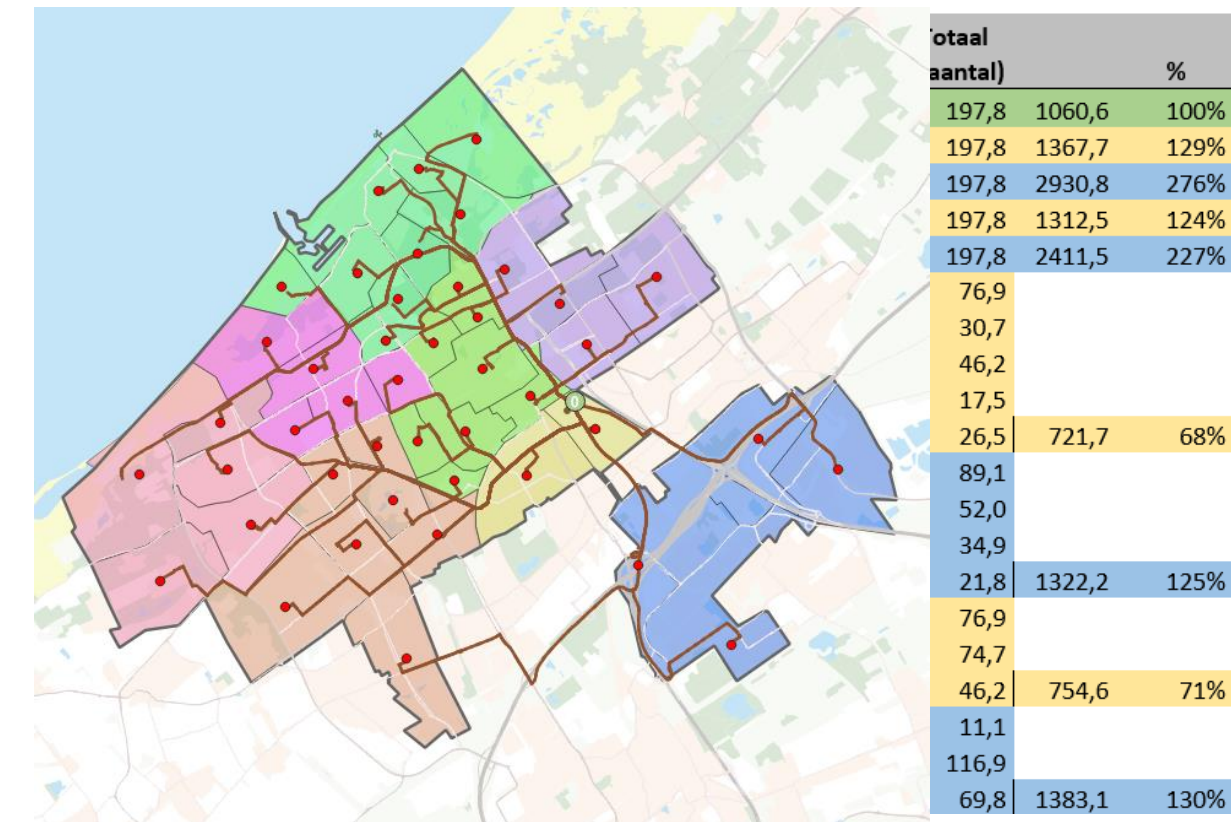 otaal
aantal) %
197,8 1060,6 100%
197,8 1367,7 129%
197,8 2930,8 276%
197,8 1312,5 124%
197,8 2411,5 227%
76,9
30,7
46,2
17,5
26,5 721,7 68%
89,1
52,0
34,9
21,8 1322,2 125%
76,9
74,7
46,2 754,6 71%
11,1
116,9
69,8 1383,1 130%
0